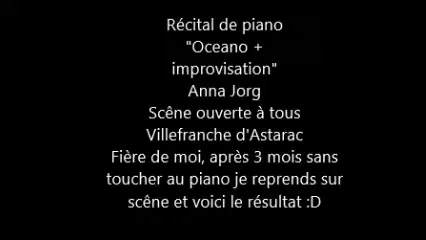 Récital de piano
"Oceano +
improvisation"
Anna Jorg
Scène ouverte à tous
Villefranche d'Astarac
Fière de moi, après 3 mois sans
toucher au piano je reprends sur
scène et voici le résultat :D